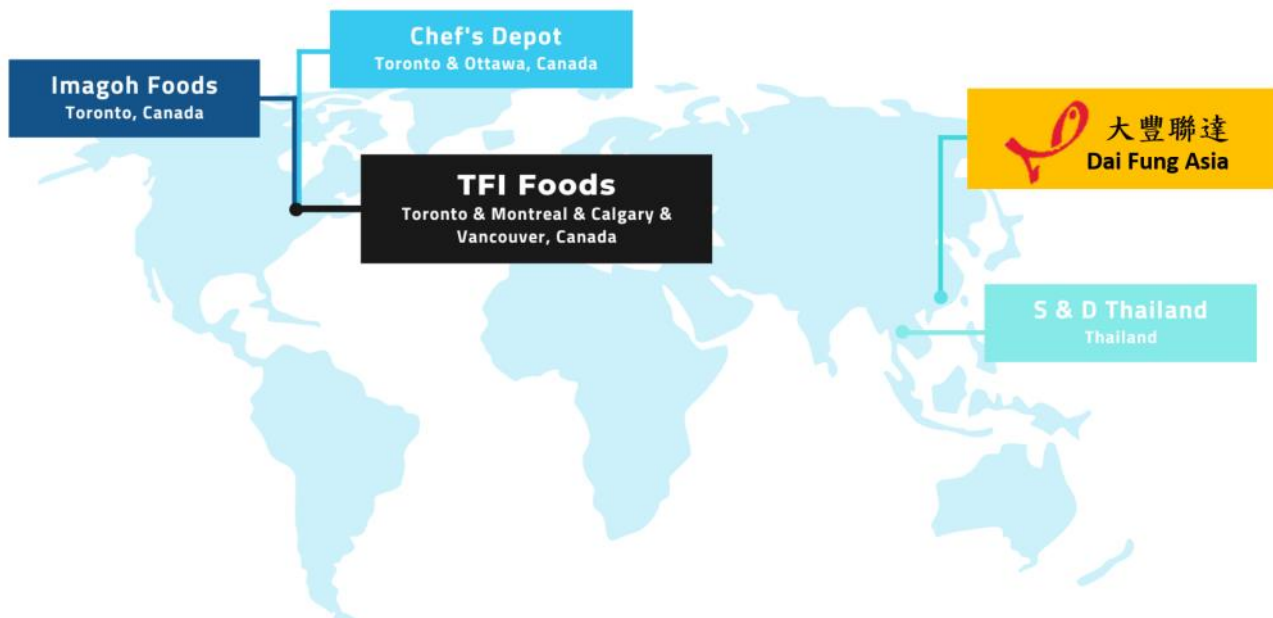 Chef's Depot
Toronto & Ottawa, Canada
Imagoh Foods
Toronto, Canada
TFI Foods
Toronto & Montreal & Calgary &
Vancouver, Canada
大豐聯達
Dai Fung Asia
S & D Thailand
Thailand